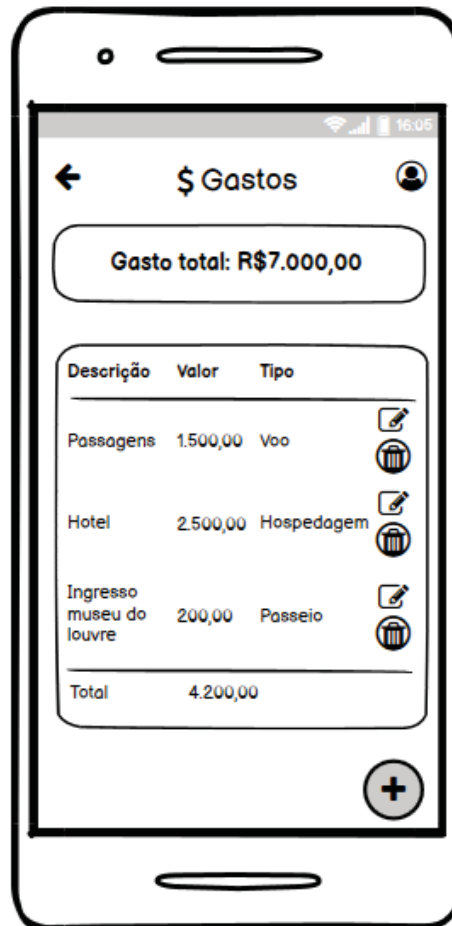 16:05
$ Gastos
Gasto total: R$7.000,00
Descrição Valor Tipo
Passagens 1.500,00 Voo
Hotel 2.500,00 Hospedagem
Ingresso
museu do 200,00 Passeio
louvre
Total 4.200,00